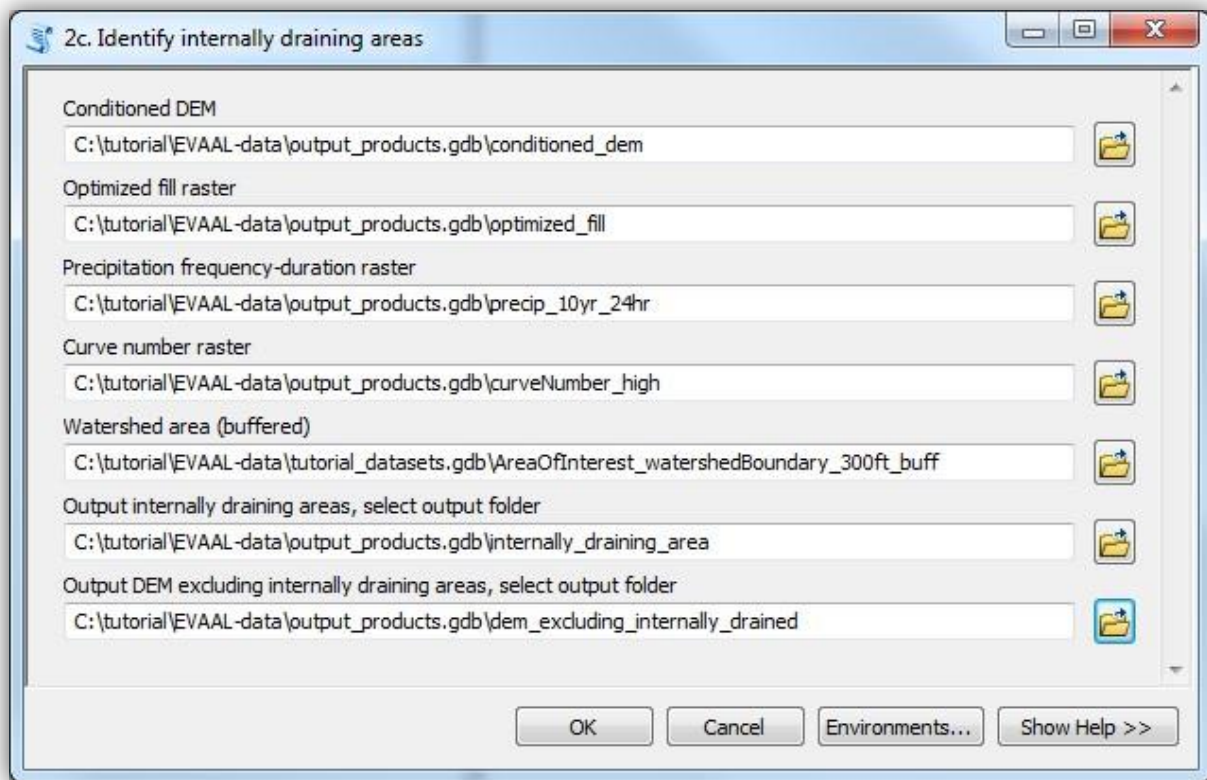 2c. Identify internally draining areas
Conditioned DEM
C:\tutorial\EVAAL-data\output_products.gdb\conditioned_dem
Optimized fill raster
C:\tutorial\EVAAL-data\output_products.gdb\optimized_fill
Precipitation frequency-duration raster
C:\tutorial\EVAAL-data\output_products.gdb\precip_10yr_24hr
Curve number raster
C:\tutorial\EVAAL-data\output_products.gdb\curveNumber_high
Watershed area (buffered)
C:\tutorial\EVAAL-data\tutorial_datasets.gdb\AreaOfInterest_watershedBoundary_300ft_buff
Output internally draining areas, select output folder
C:\tutorial\EVAAL-data\output_products.gdb\internally_draining_area
Output DEM excluding internally draining areas, select output folder
C:\tutorial\EVAAL-data\output_products.gdb\dem_excluding_internally_drained
OK Cancel Environments... Show Help >>